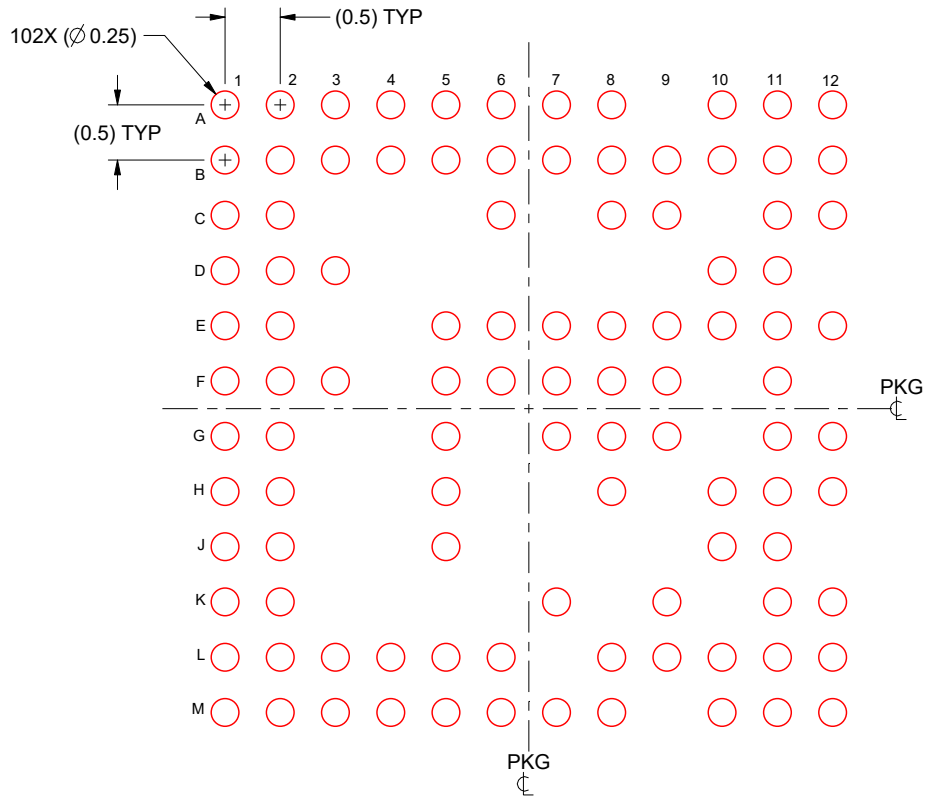 (0.5) TYP
102X (∅ 0.25)
1 2 3 4 5 6 7 8 9 10 11 12
A
(0.5) TYP
B
C
D
E
F
PKG
℄
G
H
J
K
L
M
PKG
℄